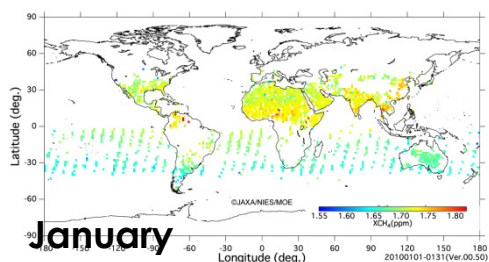 90
60
30
0
-30
-60
-90
Latitude (deg.)
©JAXA/NIES/MOE
1.55 1.60 1.65 1.70 1.75 1.80
XCH₄(ppm)
180 -150 -120 -90 -60 -30 0 30 60 90 120 150 180
Longitude (deg.)
20100101-0131(Ver.00.50)
January